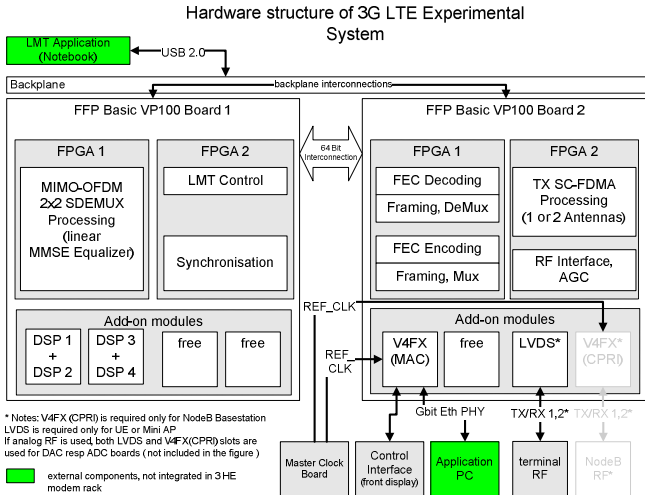 Hardware structure of 3G LTE Experimental
System
LMT Application
(Notebook)
USB 2.0
Backplane
backplane interconnections
FFP Basic VP100 Board 1
FPGA 1
MIMO-OFDM
2x2 SDEMUX
Processing
(linear
MMSE Equalizer)
FPGA 2
LMT Control
Synchronisation
Add-on modules
DSP 1
+
DSP 2
DSP 3
+
DSP 4
free
free
64 Bit
Interconnection
FFP Basic VP100 Board 2
FPGA 1
FEC Decoding
Framing, DeMux
FEC Encoding
Framing, Mux
FPGA 2
TX SC-FDMA
Processing
(1 or 2 Antennas)
RF Interface,
AGC
REF_CLK
Add-on modules
V4FX
(MAC)
free
LVDS*
V4FX*
(CPRI)
REF_
CLK
Gbit Eth PHY
TX/RX 1,2*
TX/RX 1,2*
Master Clock
Board
Control
Interface
(front display)
Application
PC
terminal
RF
NodeB
RF*
* Notes: V4FX (CPRI) is required only for NodeB Basestation
LVDS is required only for UE or Mini AP
If analog RF is used, both LVDS and V4FX(CPRI) slots are
used for DAC resp ADC boards ( not included in the figure )
external components, not integrated in 3 HE
modem rack